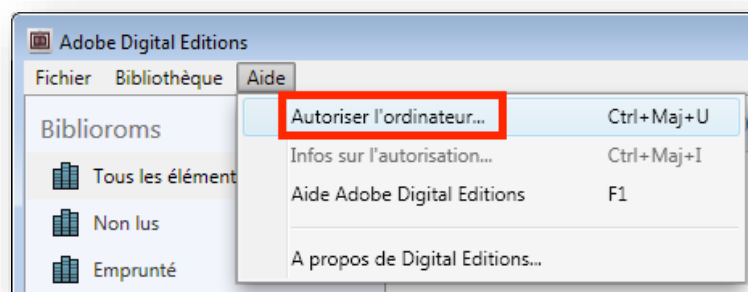 Adobe Digital Editions
Fichier Bibliothèque Aide
Autoriser l'ordinateur... Ctrl+Maj+U
Biblioroms
Infos sur l'autorisation... Ctrl+Maj+I
Tous les élément
Aide Adobe Digital Editions F1
Non lus
A propos de Digital Editions...
Emprunté